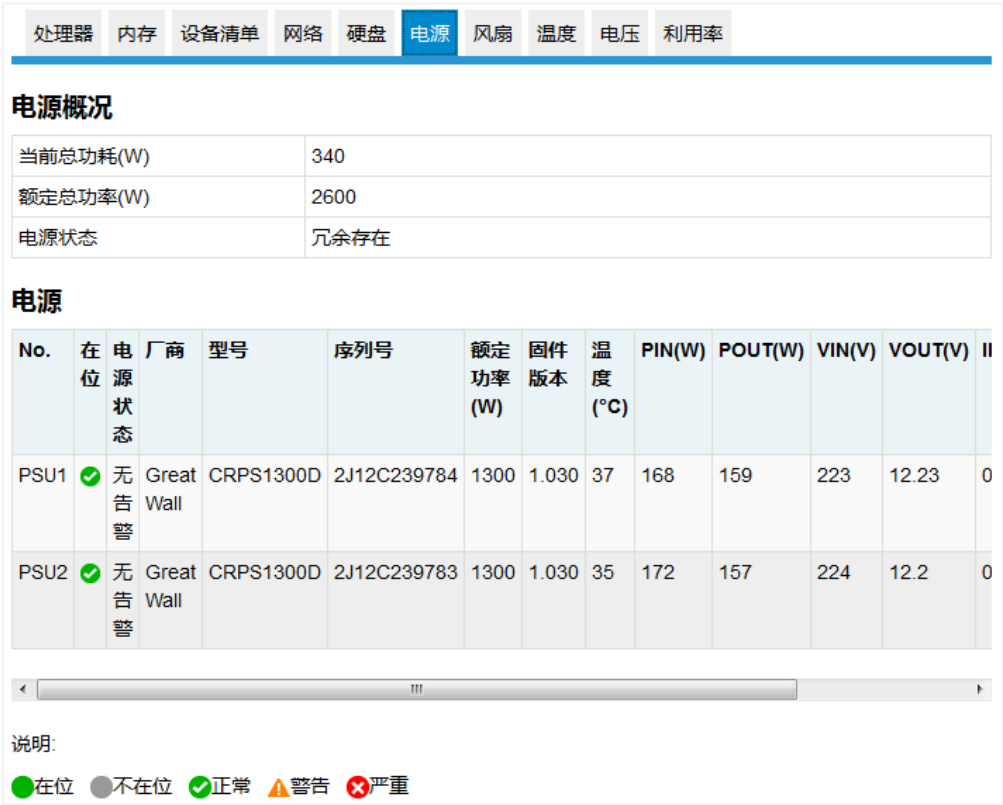 处理器 内存 设备清单 网络 硬盘 电源 风扇 温度 电压 利用率
电源概况
当前总功耗(W) 340
额定总功率(W) 2600
电源状态 冗余存在
电源
No. 在位 电源状态 厂商 型号 序列号 额定功率(W) 固件版本 温度(°C) PIN(W) POUT(W) VIN(V) VOUT(V)
PSU1 无告警 Great Wall CRPS1300D 2J12C239784 1300 1.030 37 168 159 223 12.23 0
PSU2 无告警 Great Wall CRPS1300D 2J12C239783 1300 1.030 35 172 157 224 12.2 0
说明:
在位 不在位 正常 警告 严重